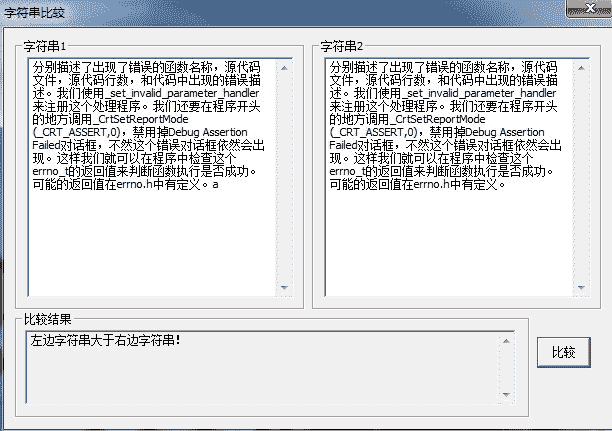 字符串比较
字符串1
分别描述了出现了错误的函数名称，源代码
文件，源代码行数，和代码中出现的错误描
述。我们使用_set_invalid_parameter_handler
来注册这个处理程序。我们还要在程序开头
的地方调用_CrtSetReportMode
(_CRT_ASSERT,0)，禁用掉Debug Assertion
Failed对话框，不然这个错误对话框依然会出
现。这样我们就可以在程序中检查这个
errno_t的返回值来判断函数执行是否成功。
可能的返回值在errno.h中有定义。a
字符串2
分别描述了出现了错误的函数名称，源代码
文件，源代码行数，和代码中出现的错误描
述。我们使用_set_invalid_parameter_handler
来注册这个处理程序。我们还要在程序开头
的地方调用_CrtSetReportMode
(_CRT_ASSERT,0)，禁用掉Debug Assertion
Failed对话框，不然这个错误对话框依然会出
现。这样我们就可以在程序中检查这个
errno_t的返回值来判断函数执行是否成功。
可能的返回值在errno.h中有定义。
比较结果
左边字符串大于右边字符串！
比较